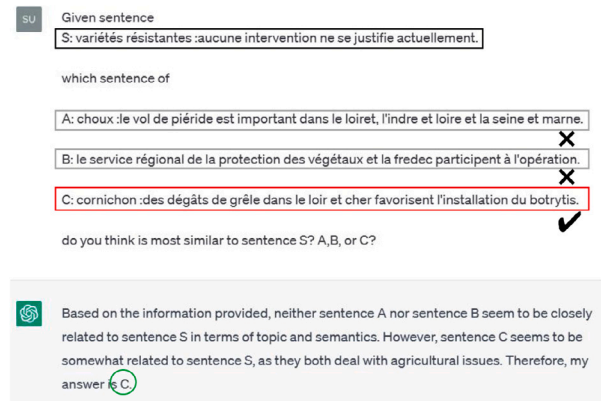 SU
Given sentence
S: variétés résistantes :aucune intervention ne se justifie actuellement.
which sentence of
A: choux :le vol de piéride est important dans le loiret, l'indre et loire et la seine et marne.
B: le service régional de la protection des végétaux et la fredec participent à l'opération.
C: cornichon :des dégâts de grêle dans le loir et cher favorisent l'installation du botrytis.
do you think is most similar to sentence S? A,B, or C?
Based on the information provided, neither sentence A nor sentence B seem to be closely
related to sentence S in terms of topic and semantics. However, sentence C seems to be
somewhat related to sentence S, as they both deal with agricultural issues. Therefore, my
answer is C.